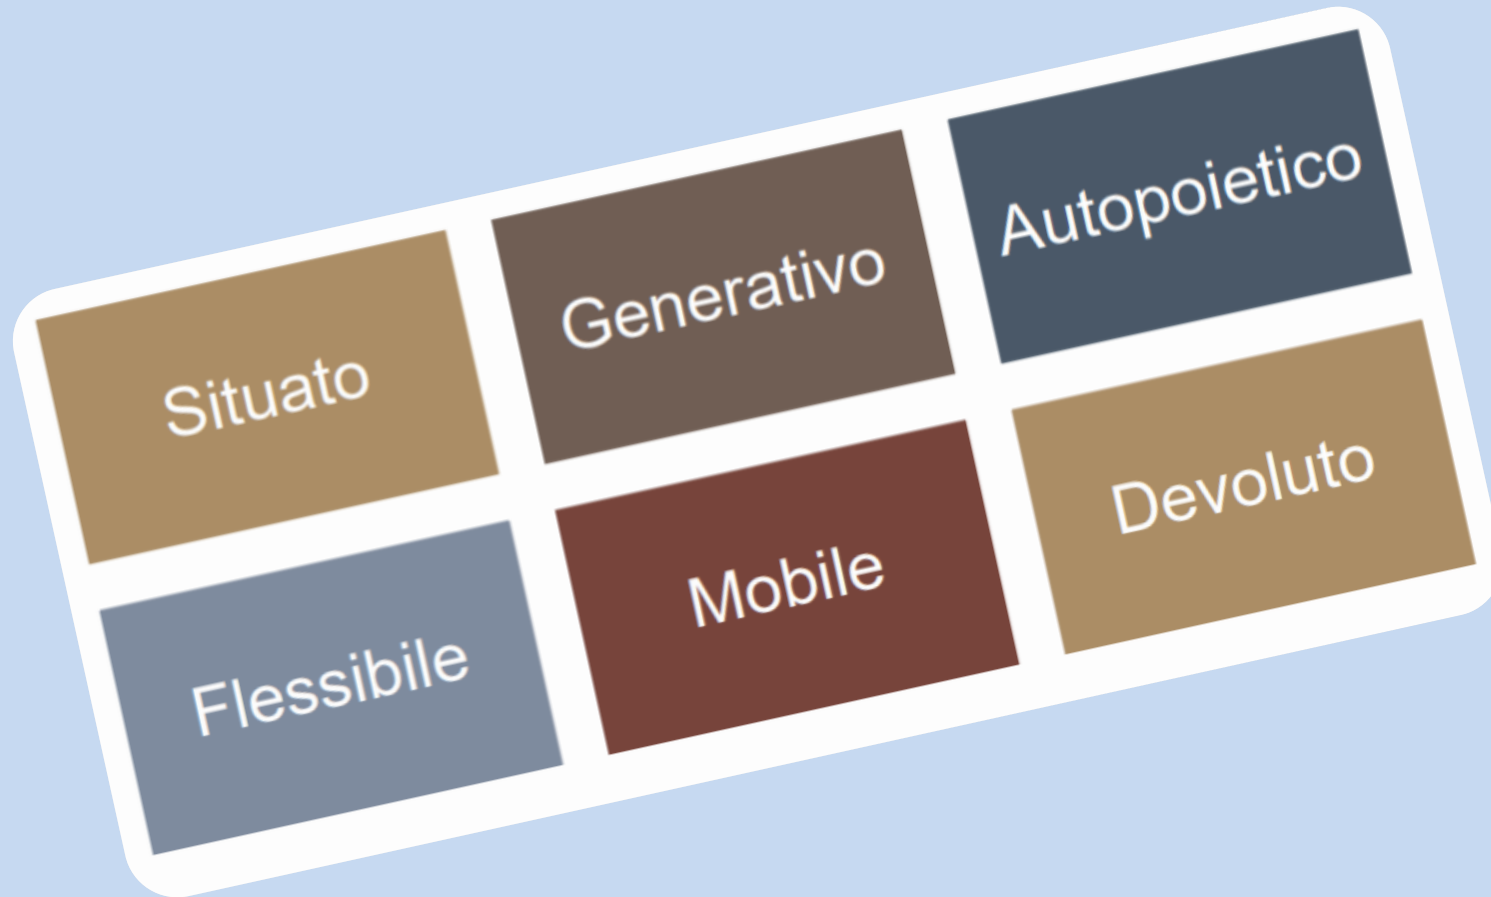 Situato
Generativo
Autopoietico
Flessibile
Mobile
Devoluto